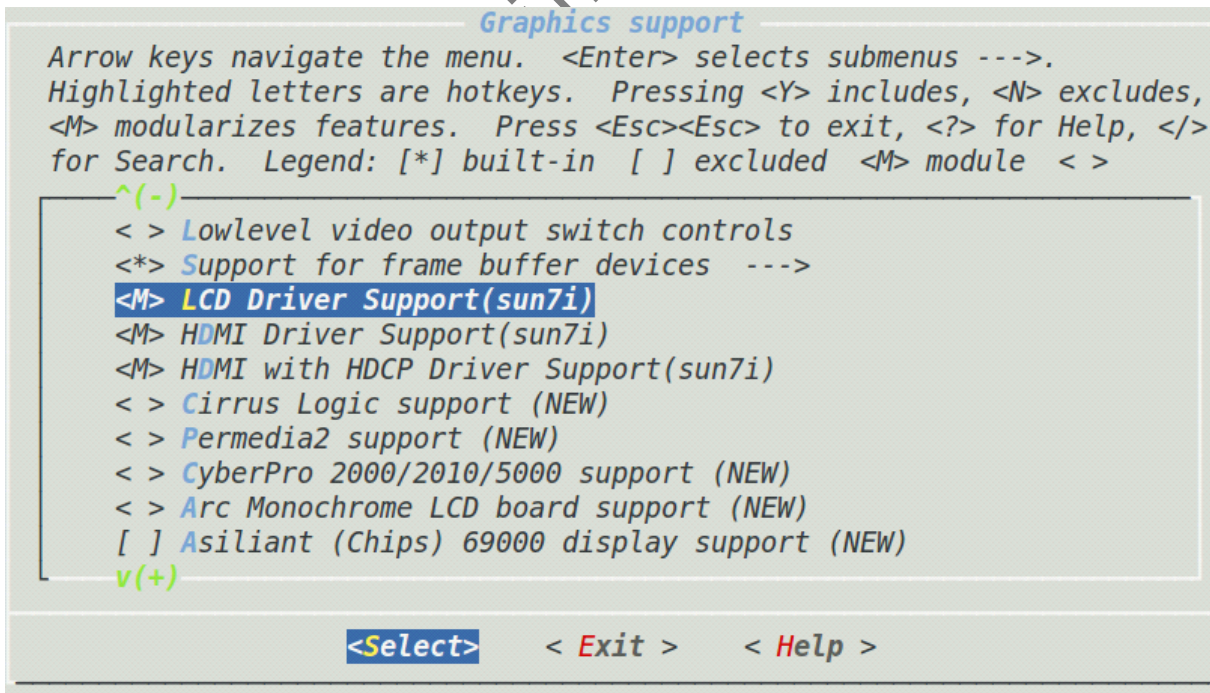 Graphics support
Arrow keys navigate the menu.  <Enter> selects submenus --->.
Highlighted letters are hotkeys.  Pressing <Y> includes, <N> excludes,
<M> modularizes features.  Press <Esc><Esc> to exit, <?> for Help, </>
for Search.  Legend: [*] built-in  [ ] excluded  <M> module  < >
^(-)
< > Lowlevel video output switch controls
<*> Support for frame buffer devices  --->
<M> LCD Driver Support(sun7i)
<M> HDMI Driver Support(sun7i)
<M> HDMI with HDCP Driver Support(sun7i)
< > Cirrus Logic support (NEW)
< > Permedia2 support (NEW)
< > CyberPro 2000/2010/5000 support (NEW)
< > Arc Monochrome LCD board support (NEW)
[ ] Asiliant (Chips) 69000 display support (NEW)
v(+)
<Select>    < Exit >    < Help >